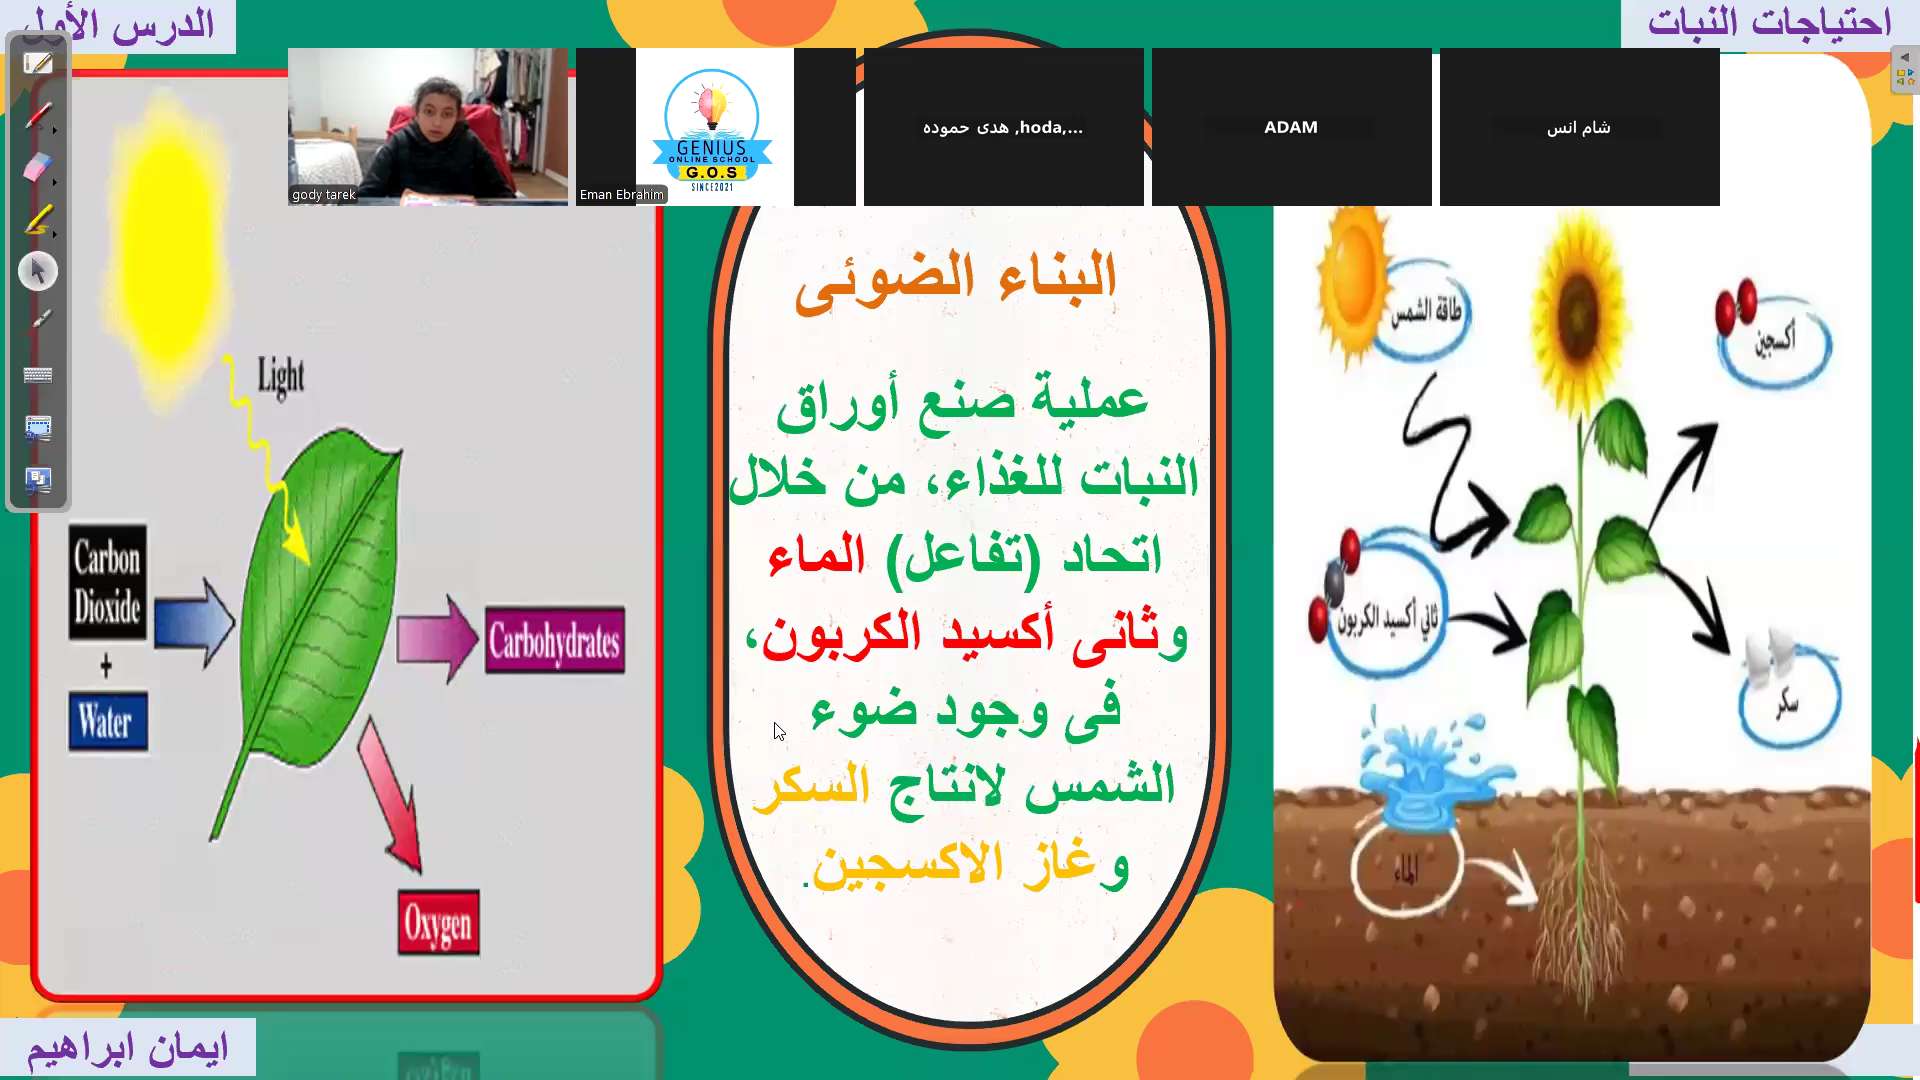 احتياجات النبات
الدرس الأول
gody tarek
GENIUS
ONLINE SCHOOL
G.O.S
SINCE2021
Eman Ebrahim
هدى حموده ,hoda,...
ADAM
شام انس
البناء الضوئى
عملية صنع أوراق
النبات للغذاء، من خلال
اتحاد (تفاعل) الماء
وثانى أكسيد الكربون،
فى وجود ضوء
الشمس لانتاج السكر
وغاز الاكسجين.
طاقة الشمس
أكسجين
ثاني أكسيد الكربون
سكر
الماء
Light
Carbon
Dioxide
+
Water
Carbohydrates
Oxygen
ايمان ابراهيم